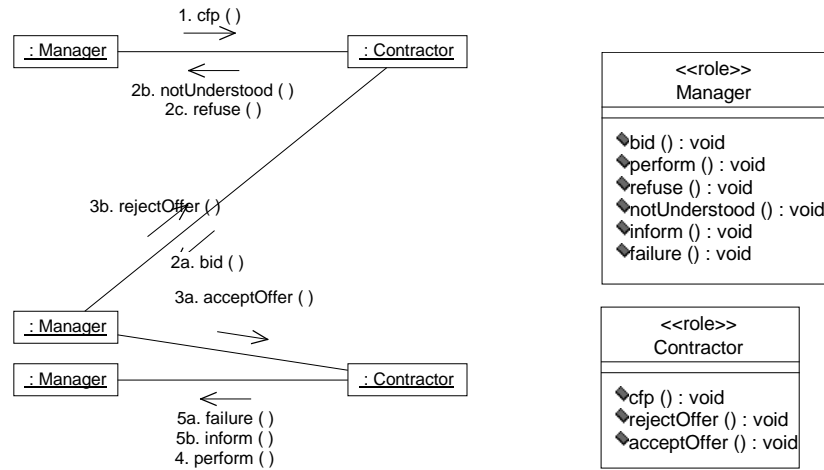 1. cfp ( )
: Manager
: Contractor
2b. notUnderstood ( )
2c. refuse ( )
3b. rejectOffer ( )
2a. bid ( )
3a. acceptOffer ( )
: Manager
: Manager
: Contractor
5a. failure ( )
5b. inform ( )
4. perform ( )
<<role>>
Manager
bid () : void
perform () : void
refuse () : void
notUnderstood () : void
inform () : void
failure () : void
<<role>>
Contractor
cfp () : void
rejectOffer () : void
acceptOffer () : void